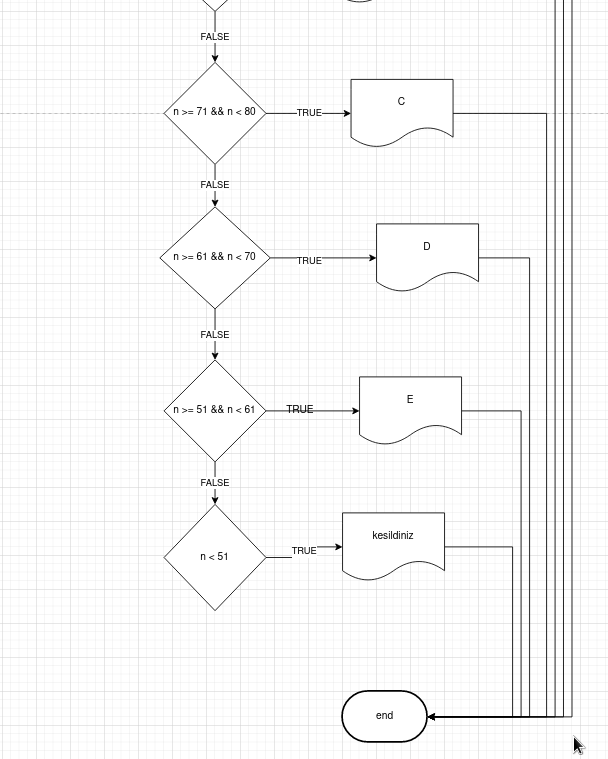 FALSE
n >= 71 && n < 80
TRUE
C
FALSE
n >= 61 && n < 70
TRUE
D
FALSE
n >= 51 && n < 61
TRUE
E
FALSE
n < 51
TRUE
kesildiniz
end